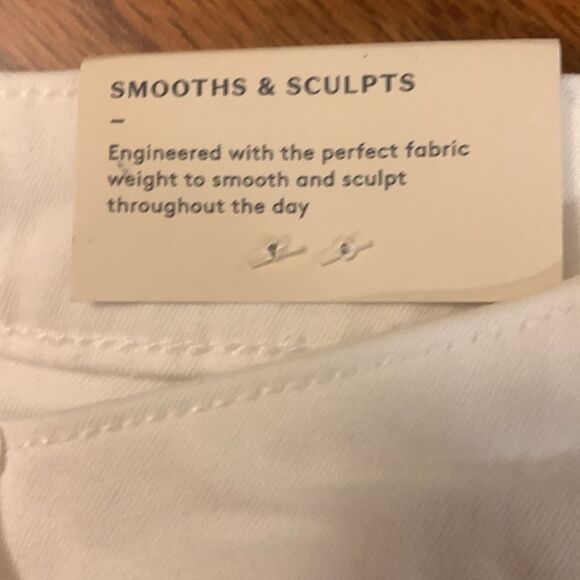 SMOOTHS & SCULPTS
–
Engineered with the perfect fabric
weight to smooth and sculpt
throughout the day